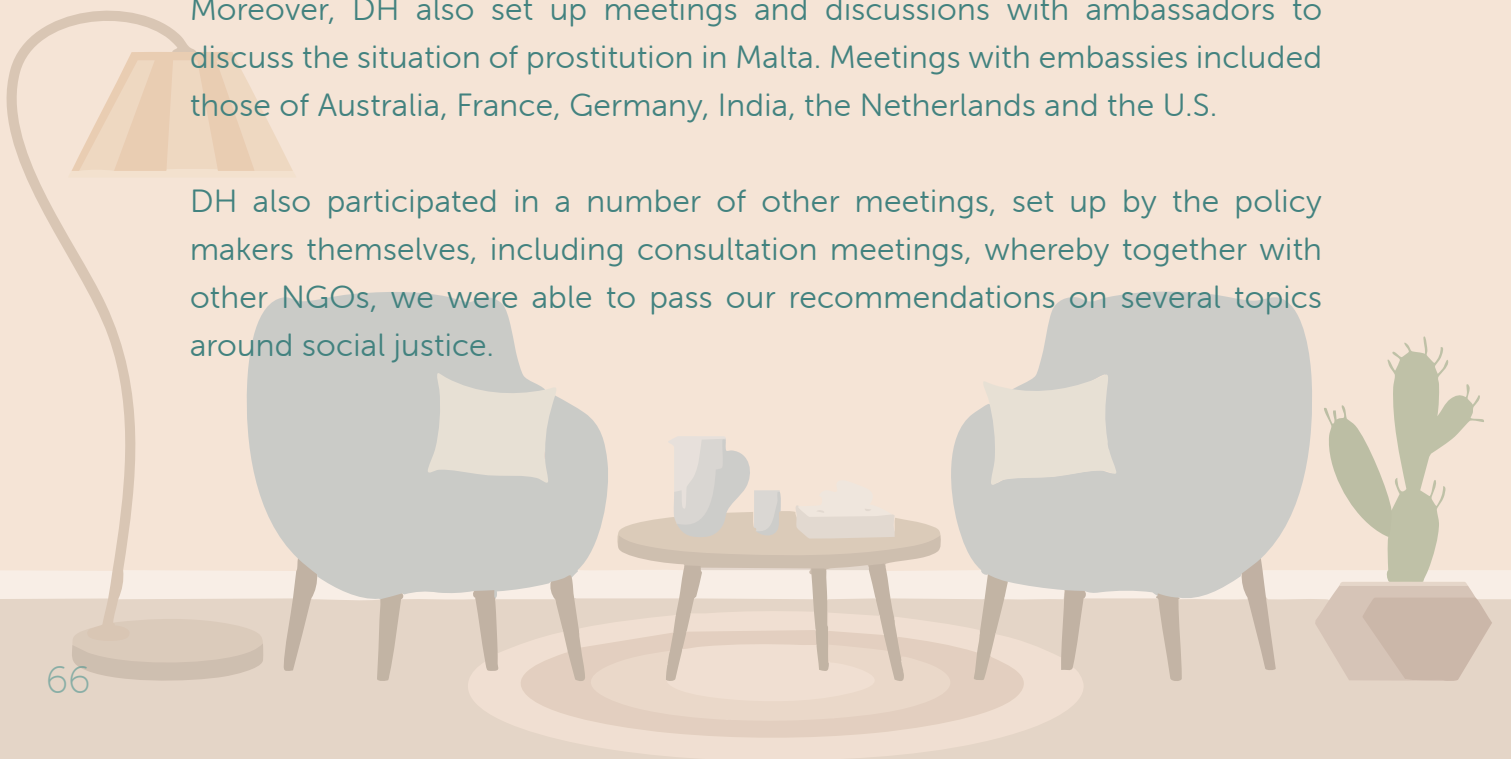 Moreover, DH also set up meetings and discussions with ambassadors to
discuss the situation of prostitution in Malta. Meetings with embassies included
those of Australia, France, Germany, India, the Netherlands and the U.S.
DH also participated in a number of other meetings, set up by the policy
makers themselves, including consultation meetings, whereby together with
other NGOs, we were able to pass our recommendations on several topics
around social justice.
66